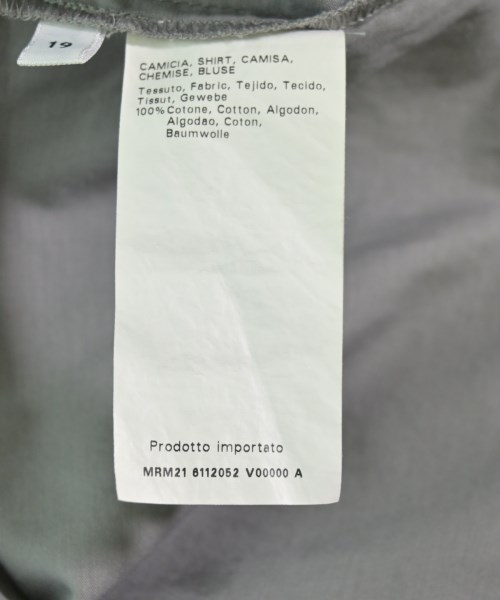 19
CAMICIA, SHIRT, CAMISA,
CHEMISE, BLUSE
Tessuto, Fabric, Tejido, Tecido,
Tissut, Gewebe
100% Cotone, Cotton, Algodon,
Algodao, Coton,
Baumwolle
Prodotto importato
MRM21 6112052 V00000 A